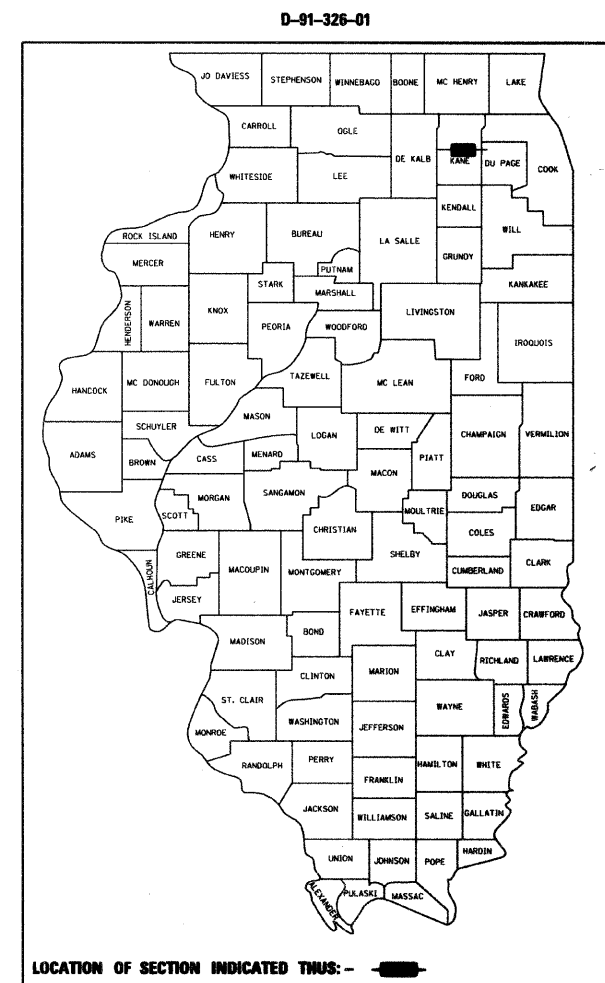 D-91-326-01
JO DAVIESS STEPHENSON WINNEBAGO BOONE MC HENRY LAKE
CARROLL OGLE
DE KALB KANE DU PAGE COOK
WHITESIDE LEE
KENDALL
ROCK ISLAND HENRY BUREAU LA SALLE WILL
MERCER PUTNAM GRUNDY
STARK MARSHALL KANKAKEE
HENDERSON WARREN KNOX PEORIA WOODFORD LIVINGSTON IROQUOIS
TAZEWELL MC LEAN FORD
HANCOCK MC DONOUGH FULTON
MASON
SCHUYLER LOGAN DE WITT CHAMPAIGN VERMILION
ADAMS BROWN CASS MENARD PIATT
MACON
MORGAN SANGAMON DOUGLAS
PIKE SCOTT CHRISTIAN MOULTRIE EDGAR
COLES
GREENE MACOUPIN SHELBY
CALHOUN MONTGOMERY CUMBERLAND CLARK
JERSEY FAYETTE EFFINGHAM JASPER CRAWFORD
MADISON BOND
CLAY RICHLAND LAWRENCE
CLINTON MARION
ST. CLAIR WAYNE EDWARDS WABASH
WASHINGTON JEFFERSON
MONROE
RANDOLPH PERRY HAMILTON WHITE
FRANKLIN
JACKSON WILLIAMSON SALINE GALLATIN
UNION JOHNSON POPE HARDIN
ALEXANDER PULASKI MASSAC
LOCATION OF SECTION INDICATED THUS: -